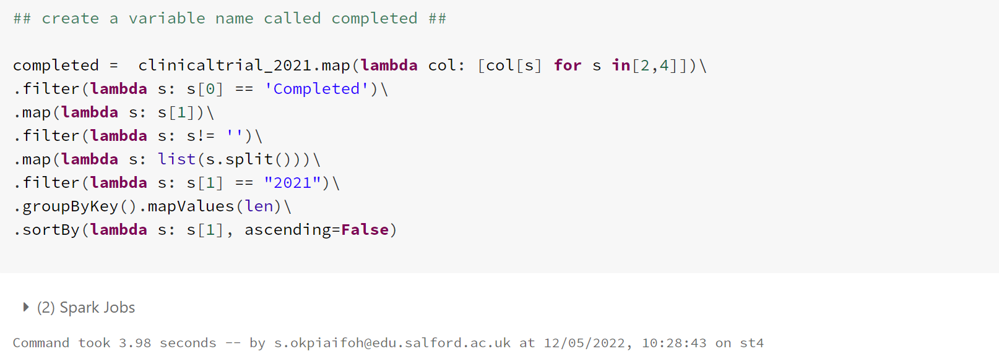 ## create a variable name called completed ##
completed =  clinicaltrial_2021.map(lambda col: [col[s] for s in[2,4]])\
.filter(lambda s: s[0] == 'Completed')\
.map(lambda s: s[1])\
.filter(lambda s: s!= '')\
.map(lambda s: list(s.split()))\
.filter(lambda s: s[1] == "2021")\
.groupByKey().mapValues(len)\
.sortBy(lambda s: s[1], ascending=False)
(2) Spark Jobs
Command took 3.98 seconds -- by s.okpiaifoh@edu.salford.ac.uk at 12/05/2022, 10:28:43 on st4